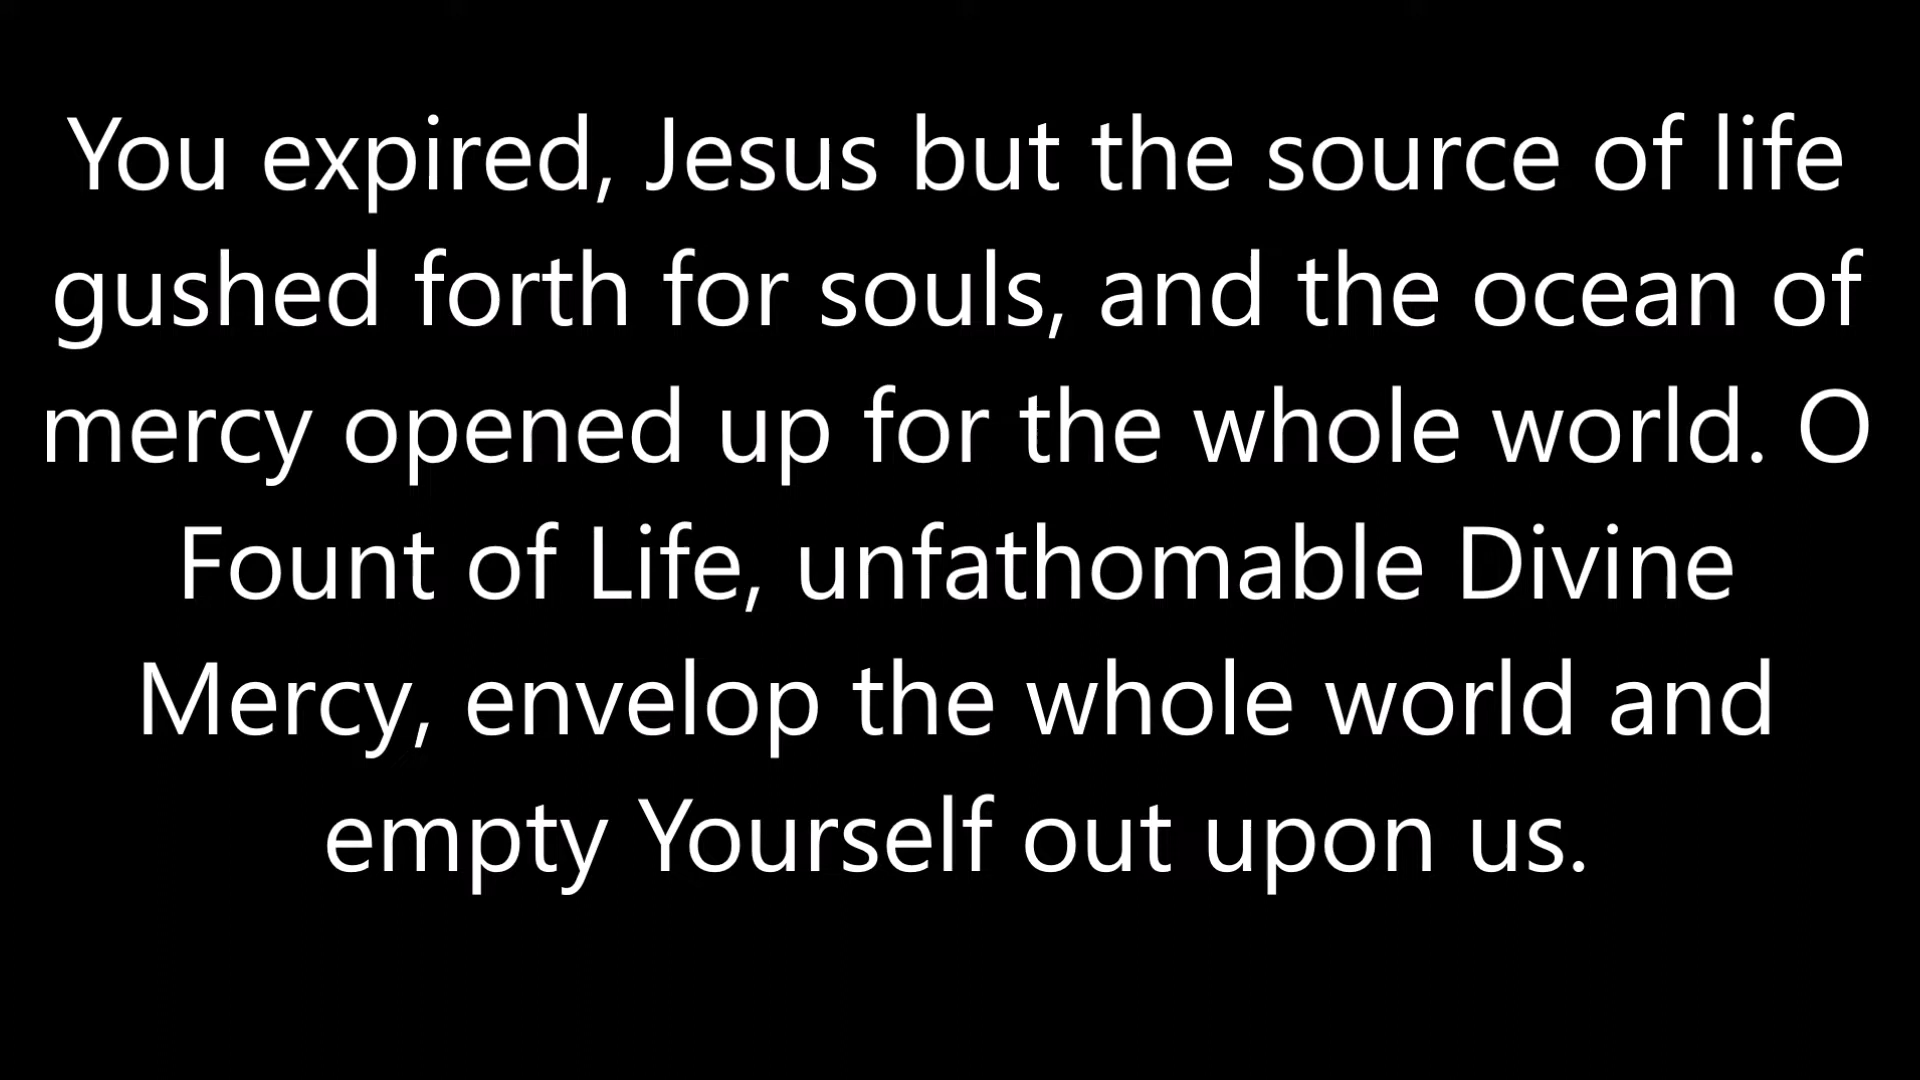 You expired, Jesus but the source of life
gushed forth for souls, and the ocean of
mercy opened up for the whole world. O
Fount of Life, unfathomable Divine
Mercy, envelop the whole world and
empty Yourself out upon us.